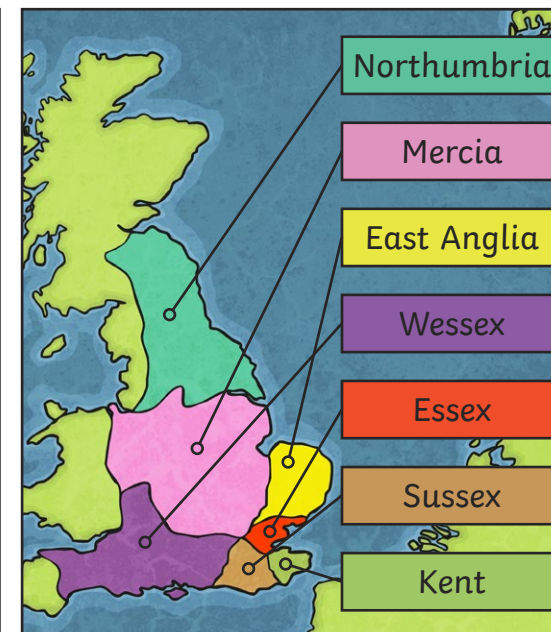 Northumbria
Mercia
East Anglia
Wessex
Essex
Sussex
Kent